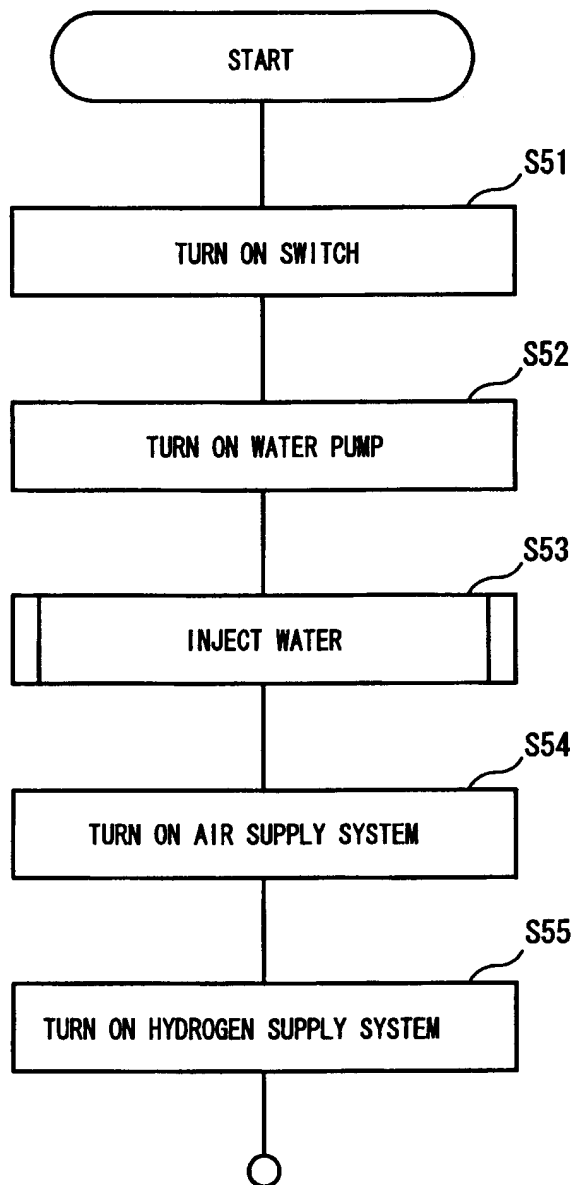 START
S51
TURN ON SWITCH
S52
TURN ON WATER PUMP
S53
INJECT WATER
S54
TURN ON AIR SUPPLY SYSTEM
S55
TURN ON HYDROGEN SUPPLY SYSTEM